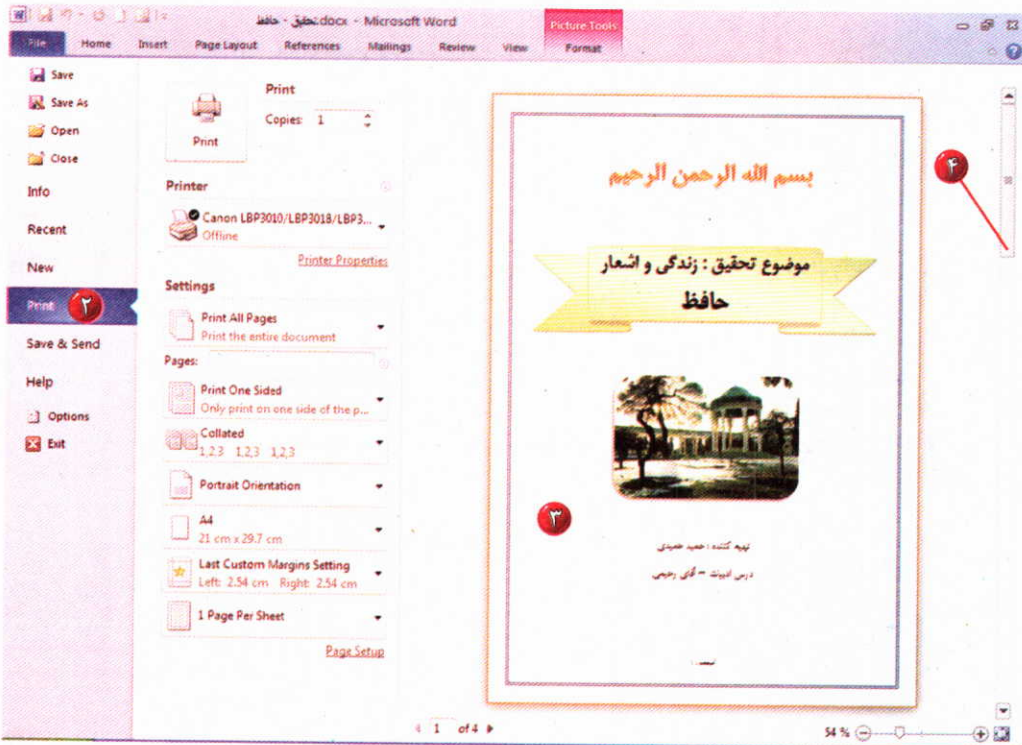 تحقیق - حافظ.docx - Microsoft Word
Picture Tools
File Home Insert Page Layout References Mailings Review View Format
Save
Save As
Open
Close
Info
Recent
New
Print ۲
Save & Send
Help
Options
Exit
Print
Print
Copies: 1
Printer
Canon LBP3010/LBP3018/LBP3...
Offline
Printer Properties
Settings
Print All Pages
Print the entire document
Pages:
Print One Sided
Only print on one side of the p...
Collated
1,2,3 1,2,3 1,2,3
Portrait Orientation
A4
21 cm x 29.7 cm
Last Custom Margins Setting
Left: 2.54 cm Right: 2.54 cm
1 Page Per Sheet
Page Setup
بسم الله الرحمن الرحیم
۴
موضوع تحقیق : زندگی و اشعار
حافظ
۳
تهیه کننده : حمید حمیدی
درس ادبیات – آقای رحیمی
1 of 4
54 %